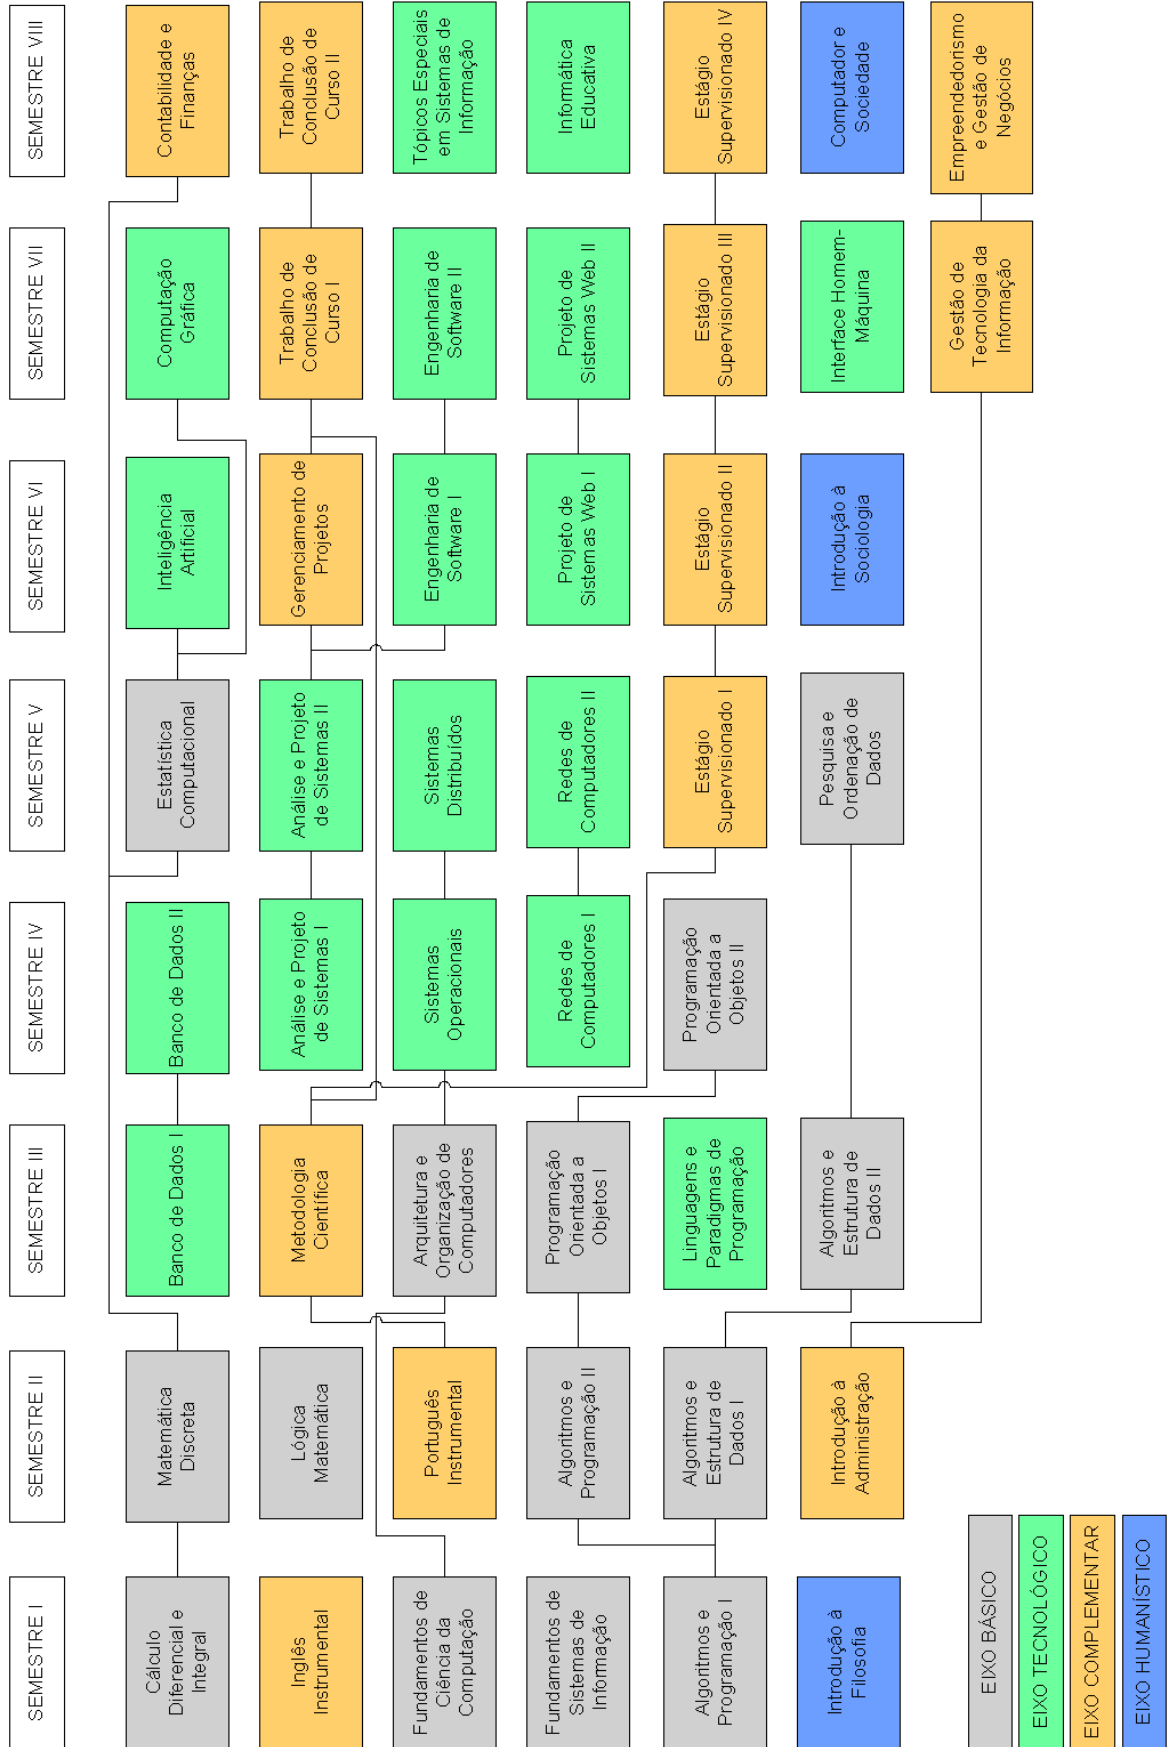 SEMESTRE I
Cálculo
Diferencial e
Integral
Inglês
Instrumental
Fundamentos de
Ciência da
Computação
Fundamentos de
Sistemas de
Informação
Algoritmos e
Programação I
Introdução à
Filosofia
SEMESTRE II
Matemática
Discreta
Lógica
Matemática
Português
Instrumental
Algoritmos e
Programação II
Algoritmos e
Estrutura de
Dados I
Introdução à
Administração
SEMESTRE III
Banco de Dados I
Metodologia
Científica
Arquitetura e
Organização de
Computadores
Programação
Orientada a
Objetos I
Linguagens e
Paradigmas de
Programação
Algoritmos e
Estrutura de
Dados II
SEMESTRE IV
Banco de Dados II
Análise e Projeto
de Sistemas I
Sistemas
Operacionais
Redes de
Computadores I
Programação
Orientada a
Objetos II
SEMESTRE V
Estatística
Computacional
Análise e Projeto
de Sistemas II
Sistemas
Distribuídos
Redes de
Computadores II
Estágio
Supervisionado I
Pesquisa e
Ordenação de
Dados
SEMESTRE VI
Inteligência
Artificial
Gerenciamento de
Projetos
Engenharia de
Software I
Projeto de
Sistemas Web I
Estágio
Supervisionado II
Introdução à
Sociologia
SEMESTRE VII
Computação
Gráfica
Trabalho de
Conclusão de
Curso I
Engenharia de
Software II
Projeto de
Sistemas Web II
Estágio
Supervisionado III
Interface Homem-
Máquina
Gestão de
Tecnologia da
Informação
SEMESTRE VIII
Contabilidade e
Finanças
Trabalho de
Conclusão de
Curso II
Tópicos Especiais
em Sistemas de
Informação
Informática
Educativa
Estágio
Supervisionado IV
Computador e
Sociedade
Empreendedorismo
e Gestão de
Negócios
EIXO BÁSICO
EIXO TECNOLÓGICO
EIXO COMPLEMENTAR
EIXO HUMANÍSTICO